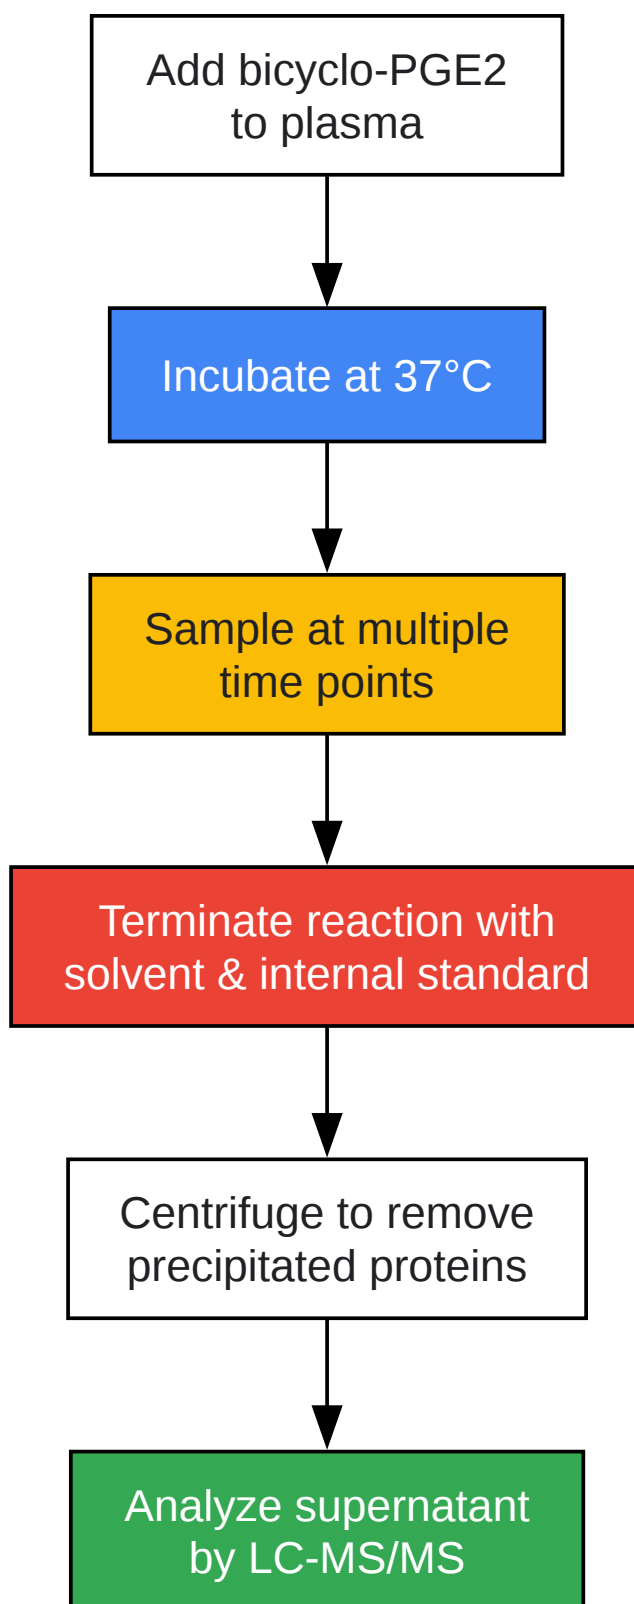 Add bicyclo-PGE2
to plasma
Incubate at 37°C
Sample at multiple
time points
Terminate reaction with
solvent & internal standard
Centrifuge to remove
precipitated proteins
Analyze supernatant
by LC-MS/MS